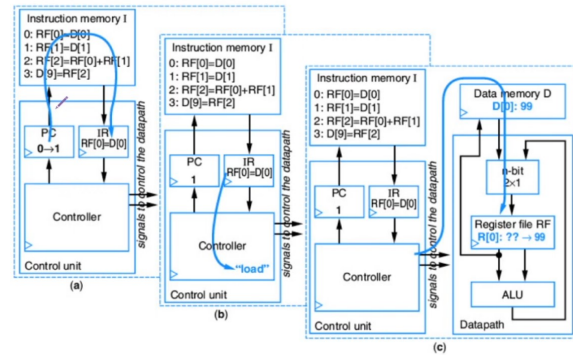 Instruction memory I
0: RF[0]=D[0]
1: RF[1]=D[1]
2: RF[2]=RF[0]+RF[1]
3: D[9]=RF[2]
PC
0→1
IR
RF[0]=D[0]
Controller
Control unit
signals to control the datapath
(a)
Instruction memory I
0: RF[0]=D[0]
1: RF[1]=D[1]
2: RF[2]=RF[0]+RF[1]
3: D[9]=RF[2]
PC
1
IR
RF[0]=D[0]
Controller
"load"
Control unit
signals to control the datapath
(b)
Instruction memory I
0: RF[0]=D[0]
1: RF[1]=D[1]
2: RF[2]=RF[0]+RF[1]
3: D[9]=RF[2]
PC
1
IR
RF[0]=D[0]
Controller
Control unit
signals to control the datapath
Data memory D
D[0]: 99
n-bit
2×1
Register file RF
R[0]: ?? → 99
ALU
Datapath
(c)